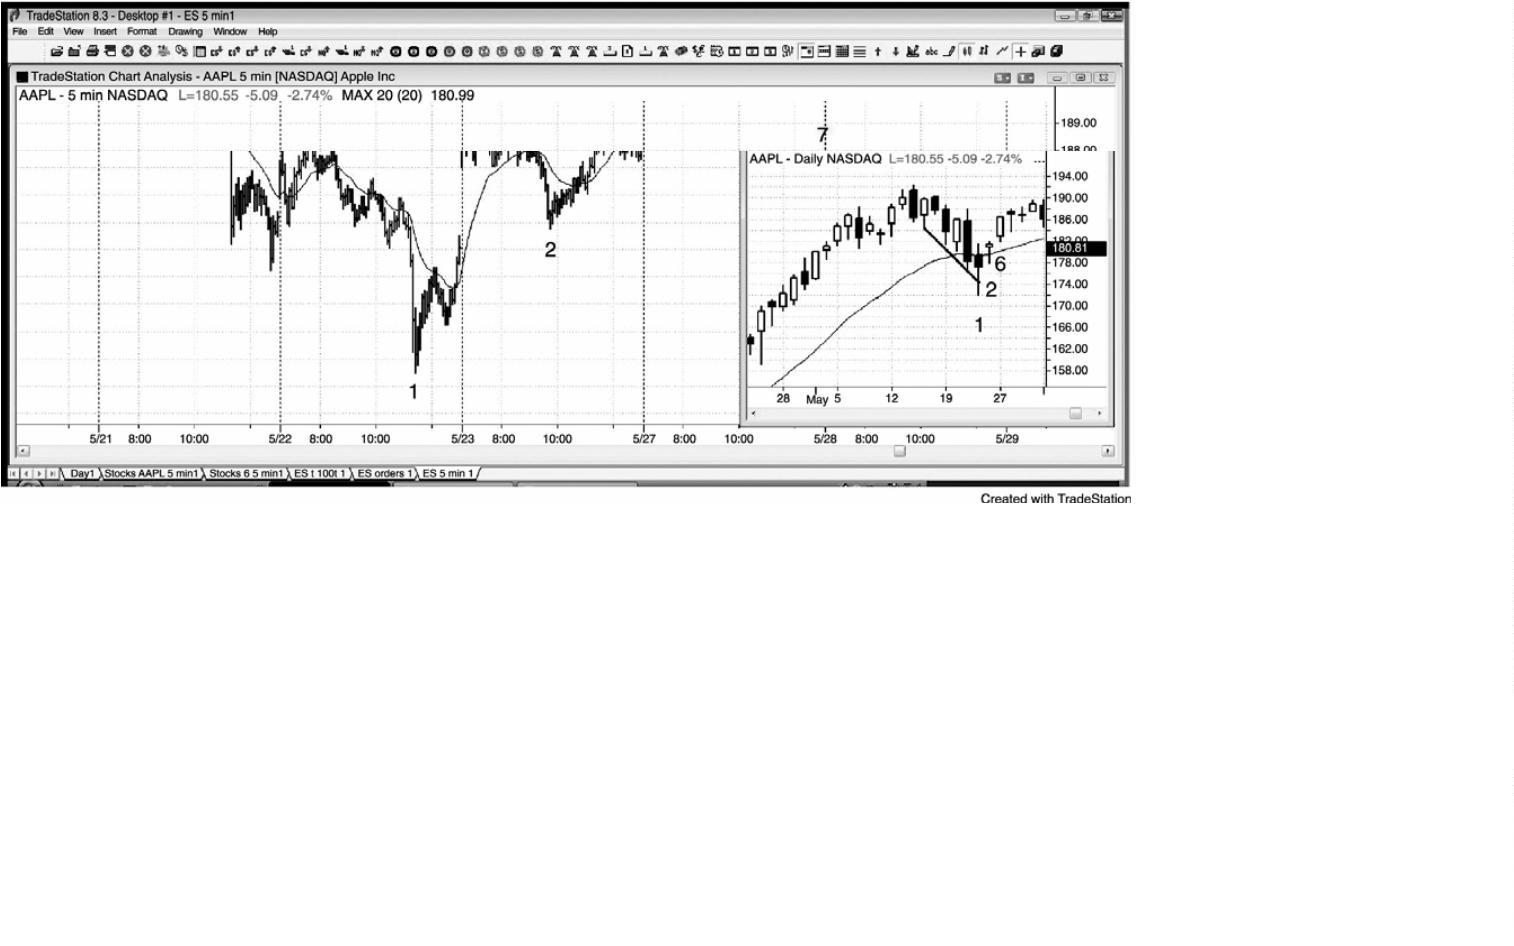 TradeStation 8.3 - Desktop #1 - ES 5 min1
File Edit View Insert Format Drawing Window Help
TradeStation Chart Analysis - AAPL 5 min [NASDAQ] Apple Inc
AAPL - 5 min NASDAQ L=180.55 -5.09 -2.74% MAX 20 (20) 180.99
189.00
188.00
7
AAPL - Daily NASDAQ L=180.55 -5.09 -2.74% ...
194.00
190.00
186.00
182.00
180.81
178.00
174.00
170.00
166.00
162.00
158.00
6
2
1
2
1
28 May 5 12 19 27
5/21 8:00 10:00 5/22 8:00 10:00 5/23 8:00 10:00 5/27 8:00 10:00 5/28 8:00 10:00 5/29
Day1 Stocks AAPL 5 min1 Stocks 6 5 min1 ES t 100t 1 ES orders 1 ES 5 min 1
Created with TradeStation